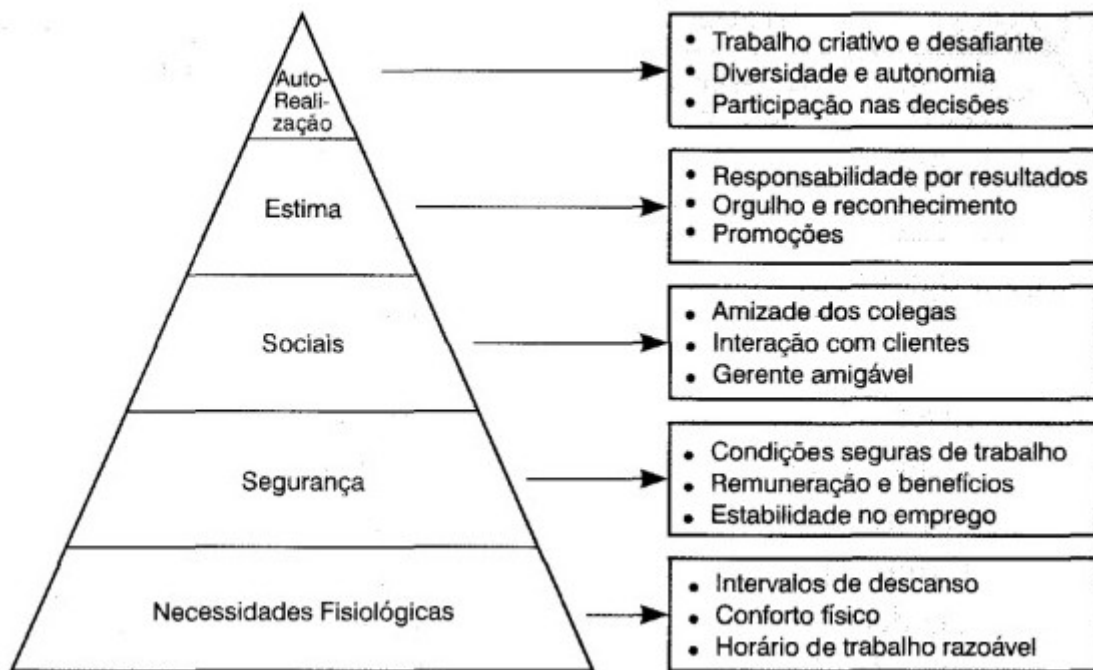 Auto-
Reali-
zação
• Trabalho criativo e desafiante
• Diversidade e autonomia
• Participação nas decisões
Estima
• Responsabilidade por resultados
• Orgulho e reconhecimento
• Promoções
Sociais
• Amizade dos colegas
• Interação com clientes
• Gerente amigável
Segurança
• Condições seguras de trabalho
• Remuneração e benefícios
• Estabilidade no emprego
Necessidades Fisiológicas
• Intervalos de descanso
• Conforto físico
• Horário de trabalho razoável